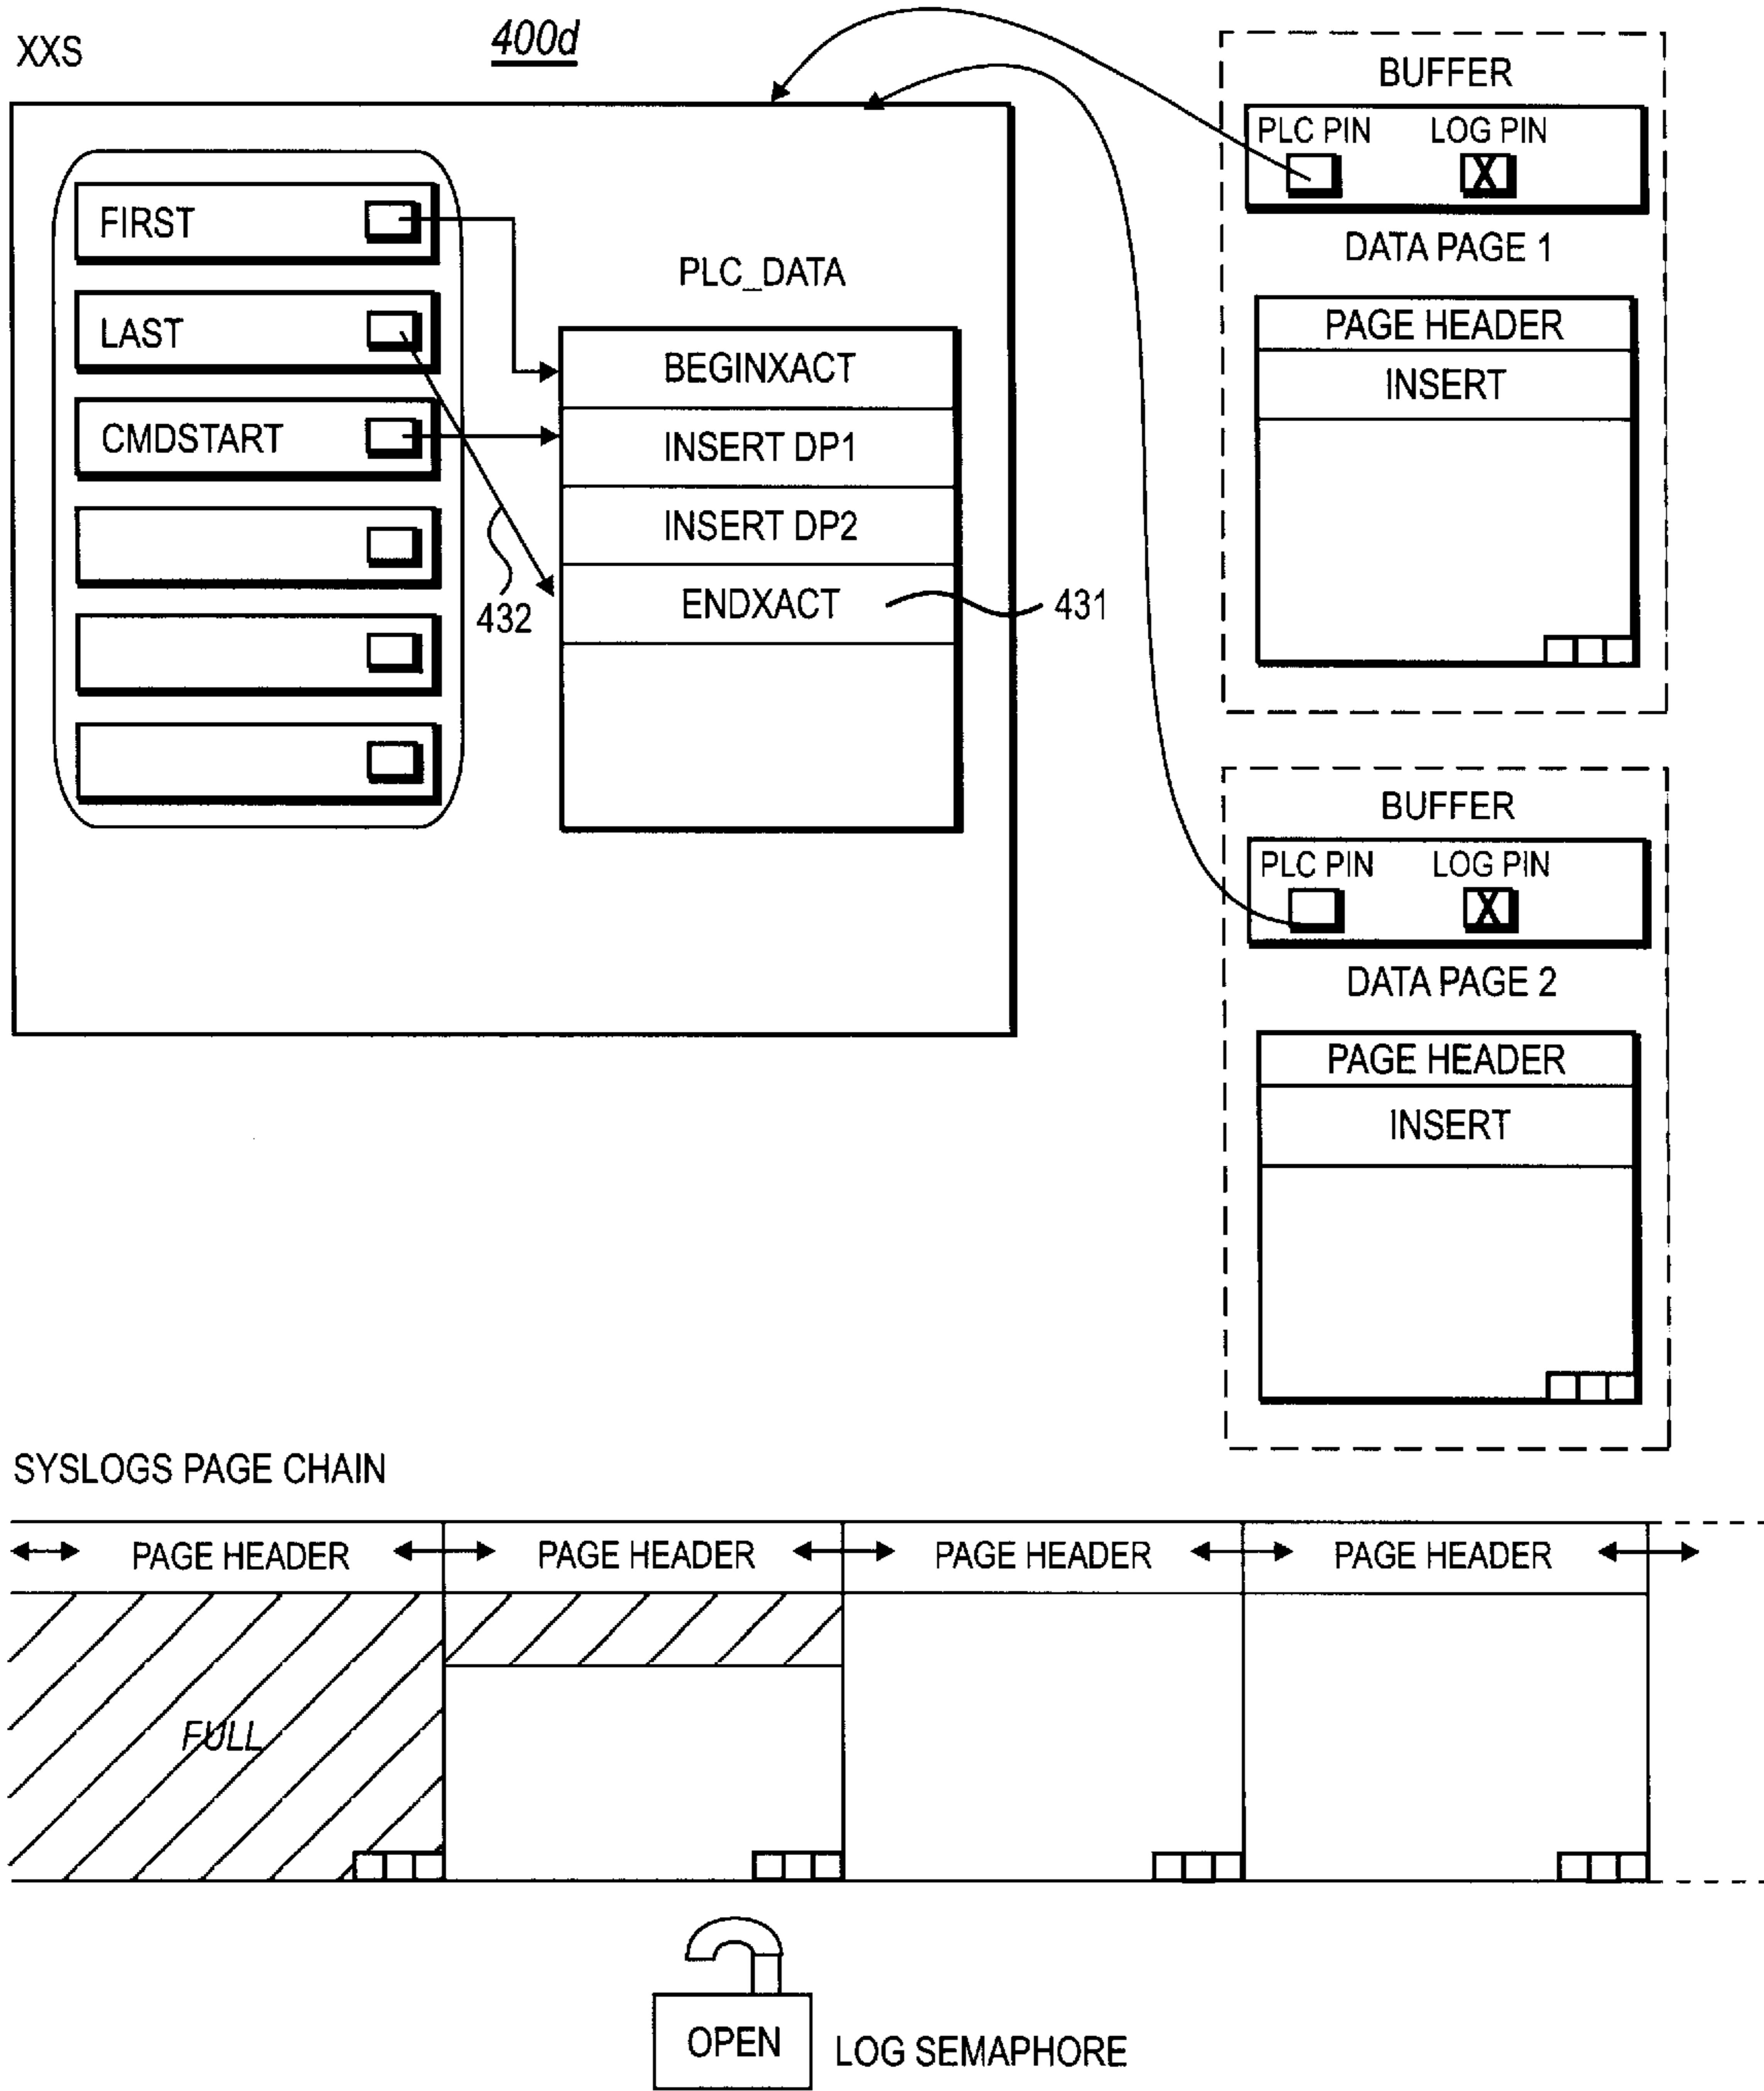 400d
XXS
FIRST
LAST
CMDSTART
432
PLC_DATA
BEGINXACT
INSERT DP1
INSERT DP2
ENDXACT
431
BUFFER
PLC PIN LOG PIN
X
DATA PAGE 1
PAGE HEADER
INSERT
BUFFER
PLC PIN LOG PIN
X
DATA PAGE 2
PAGE HEADER
INSERT
SYSLOGS PAGE CHAIN
PAGE HEADER PAGE HEADER PAGE HEADER PAGE HEADER
FULL
OPEN
LOG SEMAPHORE